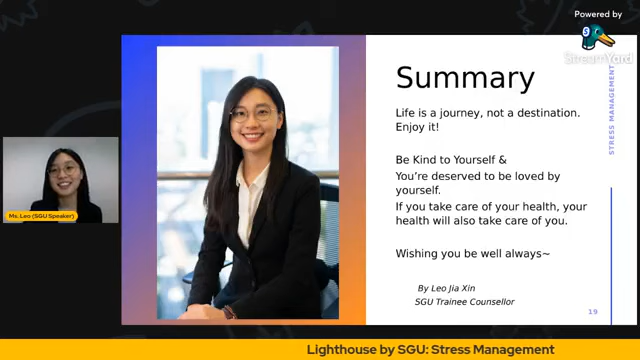 Powered by
StreamYard
Summary
STRESS MANAGEMENT
Life is a journey, not a destination.
Enjoy it!
Be Kind to Yourself &
You're deserved to be loved by
yourself.
If you take care of your health, your
health will also take care of you.
Wishing you be well always~
By Leo Jia Xin
SGU Trainee Counsellor
19
Ms. Leo (SGU Speaker)
Lighthouse by SGU: Stress Management